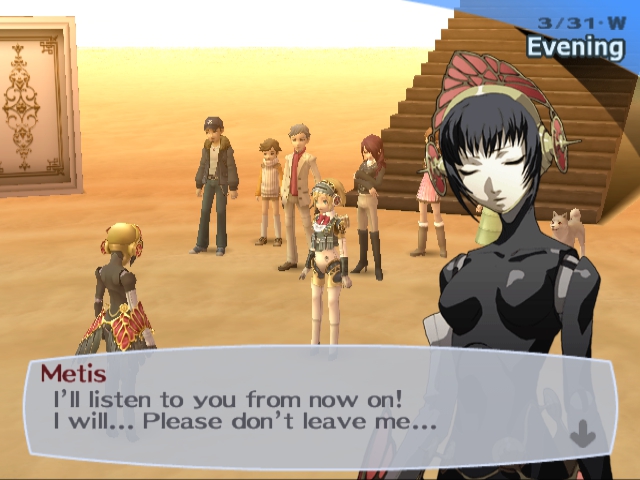 3/31·W
Evening
Metis
I'll listen to you from now on!
I will... Please don't leave me...